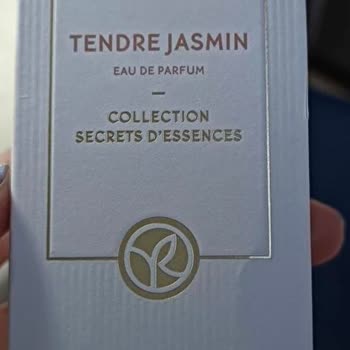 TENDRE JASMIN
EAU DE PARFUM
—
COLLECTION
SECRETS D'ESSENCES